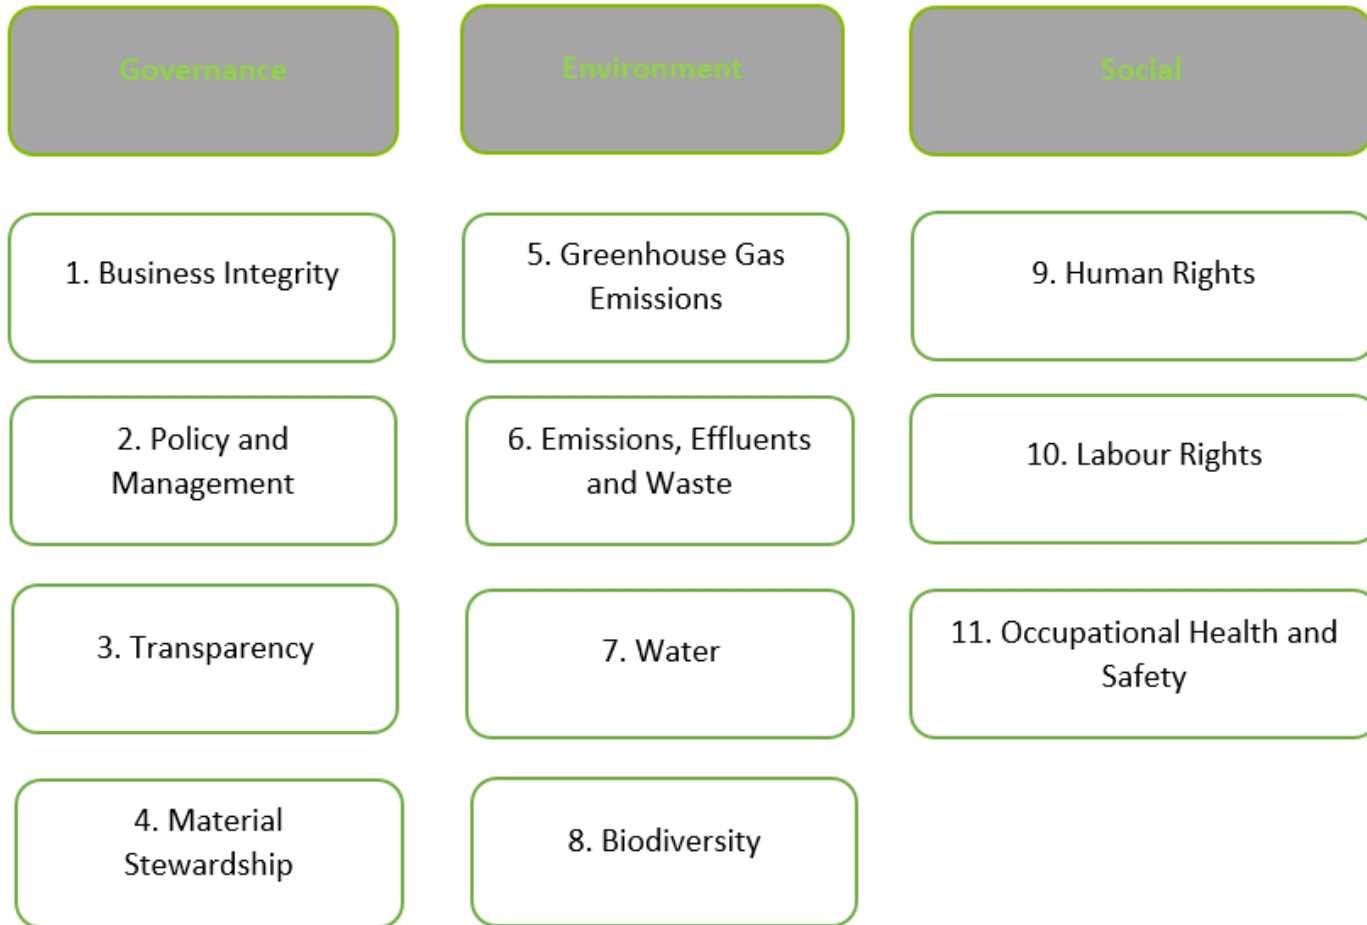 Governance
Environment
Social
1. Business Integrity
2. Policy and
Management
3. Transparency
4. Material
Stewardship
5. Greenhouse Gas
Emissions
6. Emissions, Effluents
and Waste
7. Water
8. Biodiversity
9. Human Rights
10. Labour Rights
11. Occupational Health and
Safety